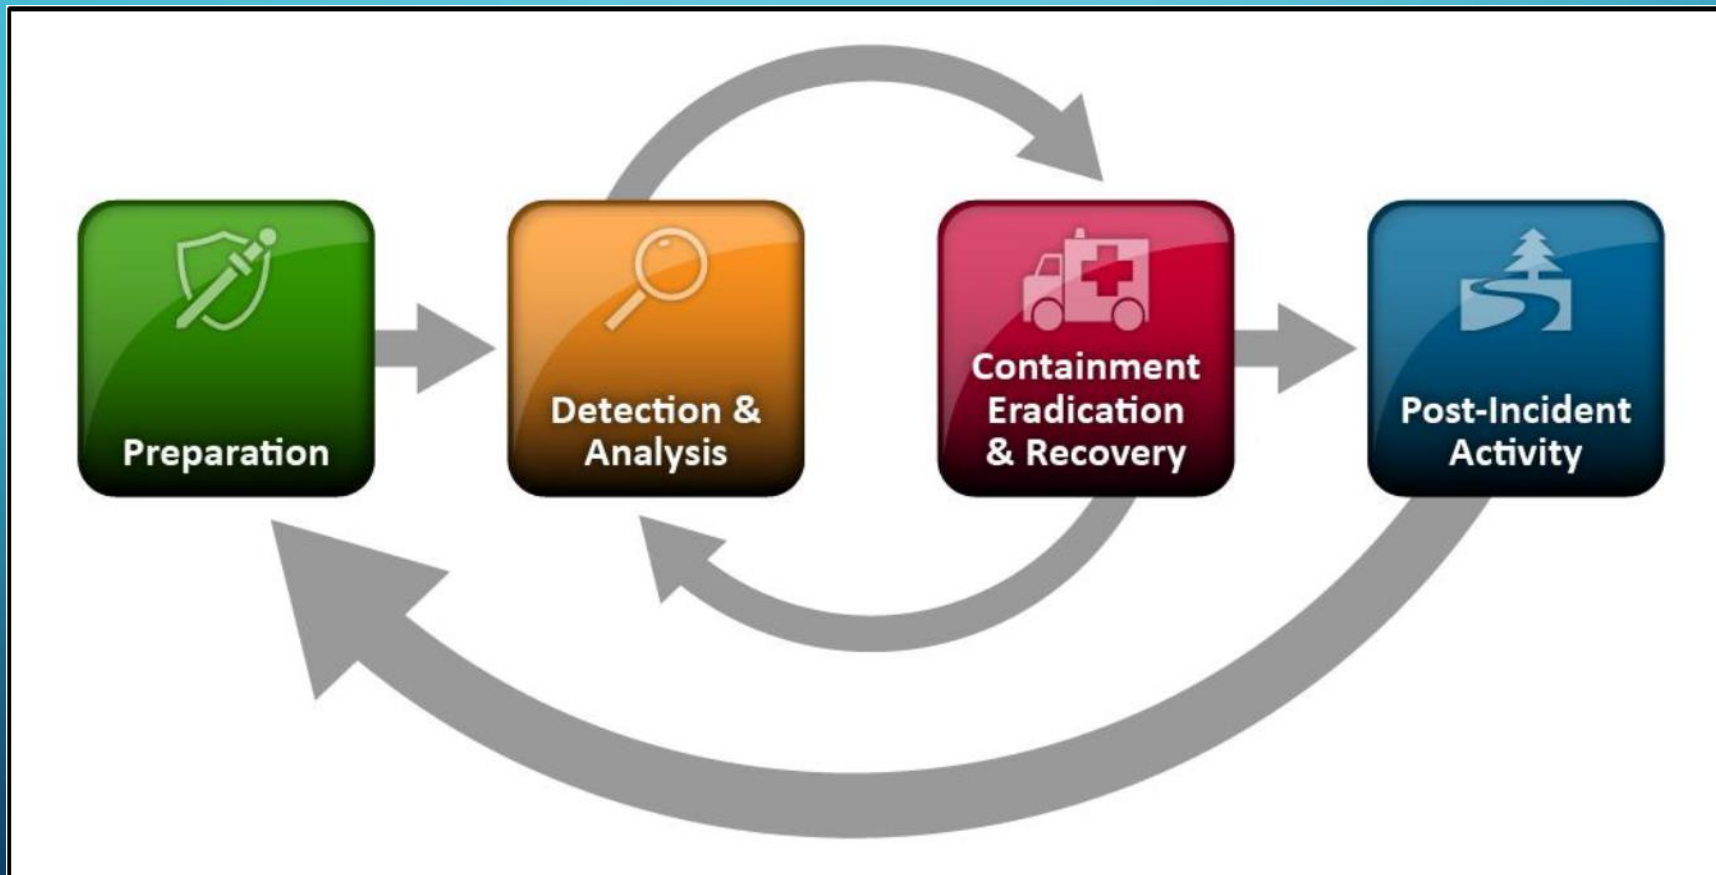 Preparation
Detection &
Analysis
Containment
Eradication
& Recovery
Post-Incident
Activity